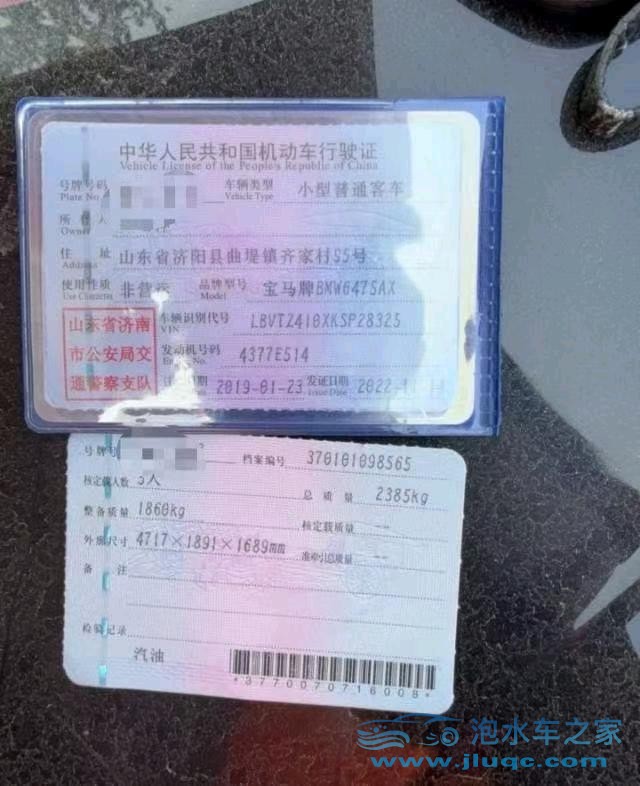 中华人民共和国机动车行驶证
Vehicle License of the People's Republic of China
号牌号码 车辆类型 小型普通客车
Plate No. Vehicle Type
所 有 人
Owner
住 址 山东省济阳县曲堤镇齐家村95号
Address
使用性质 非营运 品牌型号 宝马牌BMW6475AX
Use Character Model
山东省济南
市公安局交
通警察支队
车辆识别代号 LBVTZ410XKSP28325
VIN
发动机号码 4377E514
Engine No.
2019-01-23 发证日期 2022-
Issue Date
号牌号 档案编号 370101098565
核定载人数 5人 总 质 量 2385kg
整备质量 1860kg 核定载质量 --
外廓尺寸 4717×1891×1689mm 准牵引总质量 --
备 注
检验记录
汽油
*3770070716008*
泡水车之家
www.jluqc.com